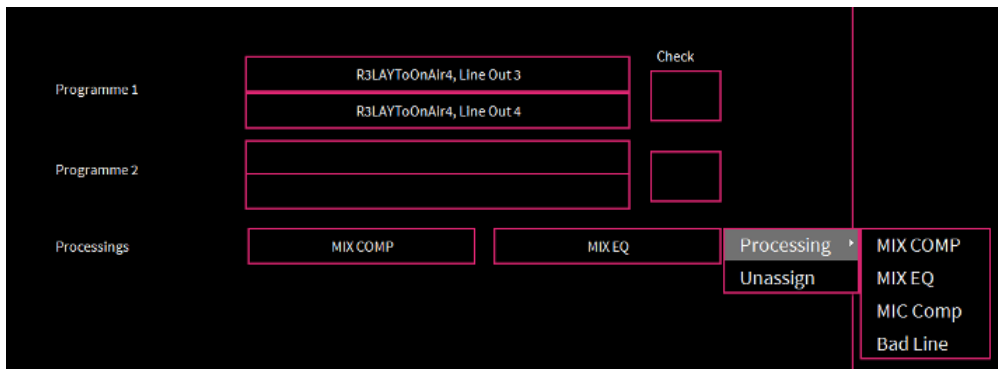 Check
Programme 1
R3LAYToOnAir4, LIne Out 3
R3LAYToOnAir4, LIne Out 4
Programme 2
Processings
MIX COMP
MIX EQ
Processing
Unassign
MIX COMP
MIX EQ
MIC Comp
Bad Line